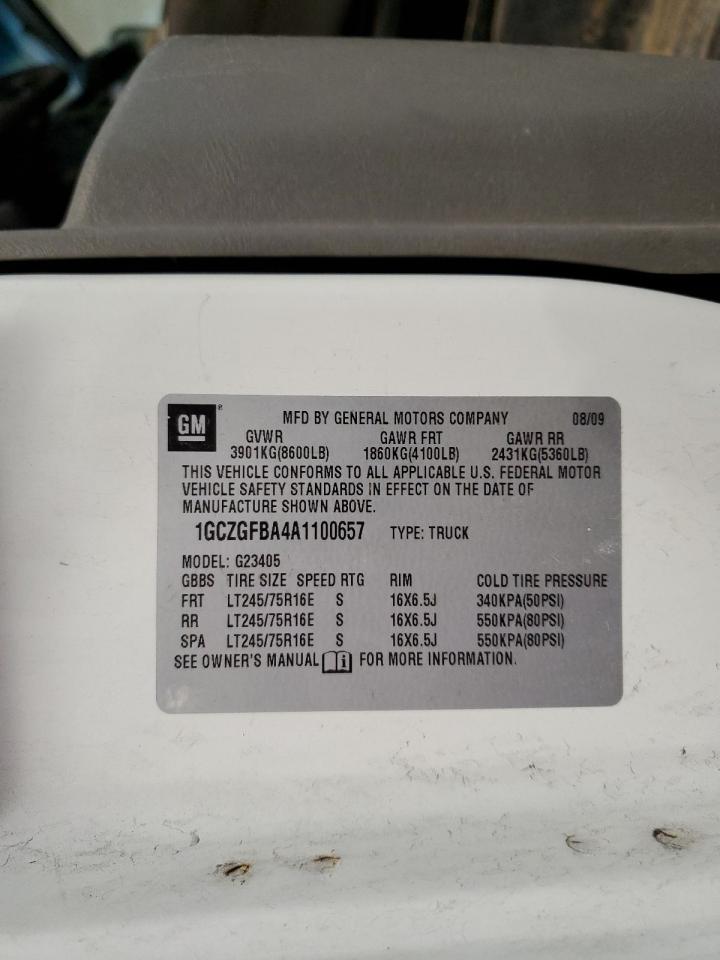 GM®
MFD BY GENERAL MOTORS COMPANY 08/09
GVWR GAWR FRT GAWR RR
3901KG(8600LB) 1860KG(4100LB) 2431KG(5360LB)
THIS VEHICLE CONFORMS TO ALL APPLICABLE U.S. FEDERAL MOTOR
VEHICLE SAFETY STANDARDS IN EFFECT ON THE DATE OF
MANUFACTURE SHOWN ABOVE.
1GCZGFBA4A1100657 TYPE: TRUCK
MODEL: G23405
GBBS TIRE SIZE SPEED RTG RIM COLD TIRE PRESSURE
FRT LT245/75R16E S 16X6.5J 340KPA(50PSI)
RR LT245/75R16E S 16X6.5J 550KPA(80PSI)
SPA LT245/75R16E S 16X6.5J 550KPA(80PSI)
SEE OWNER'S MANUAL i FOR MORE INFORMATION.